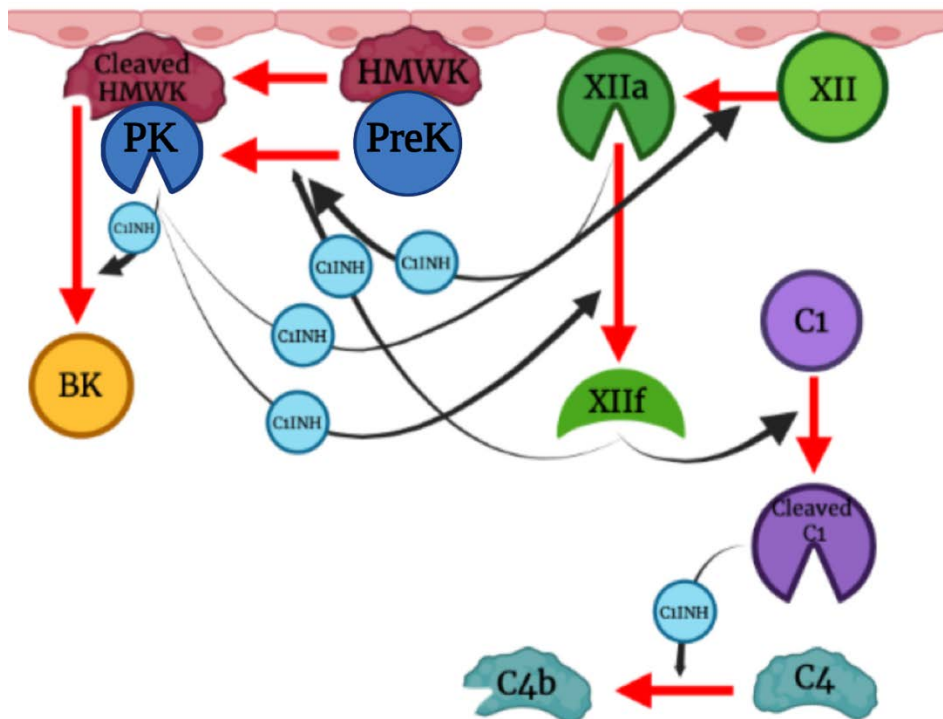 Cleaved
HMWK
HMWK
XIIa
XII
PK
PreK
C1INH
C1INH
C1INH
C1INH
C1INH
C1
BK
XIIf
Cleaved
C1
C1INH
C4b
C4